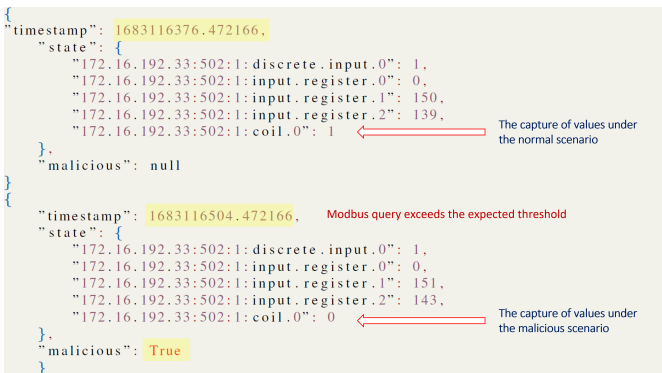 {
"timestamp": 1683116376.472166,
"state": {
"172.16.192.33:502:1:discrete.input.0": 1,
"172.16.192.33:502:1:input.register.0": 0,
"172.16.192.33:502:1:input.register.1": 150,
"172.16.192.33:502:1:input.register.2": 139,
"172.16.192.33:502:1:coil.0": 1
The capture of values under
the normal scenario
},
"malicious": null
}
{
"timestamp": 1683116504.472166, Modbus query exceeds the expected threshold
"state": {
"172.16.192.33:502:1:discrete.input.0": 1,
"172.16.192.33:502:1:input.register.0": 0,
"172.16.192.33:502:1:input.register.1": 151,
"172.16.192.33:502:1:input.register.2": 143,
"172.16.192.33:502:1:coil.0": 0
The capture of values under
the malicious scenario
},
"malicious": True
}